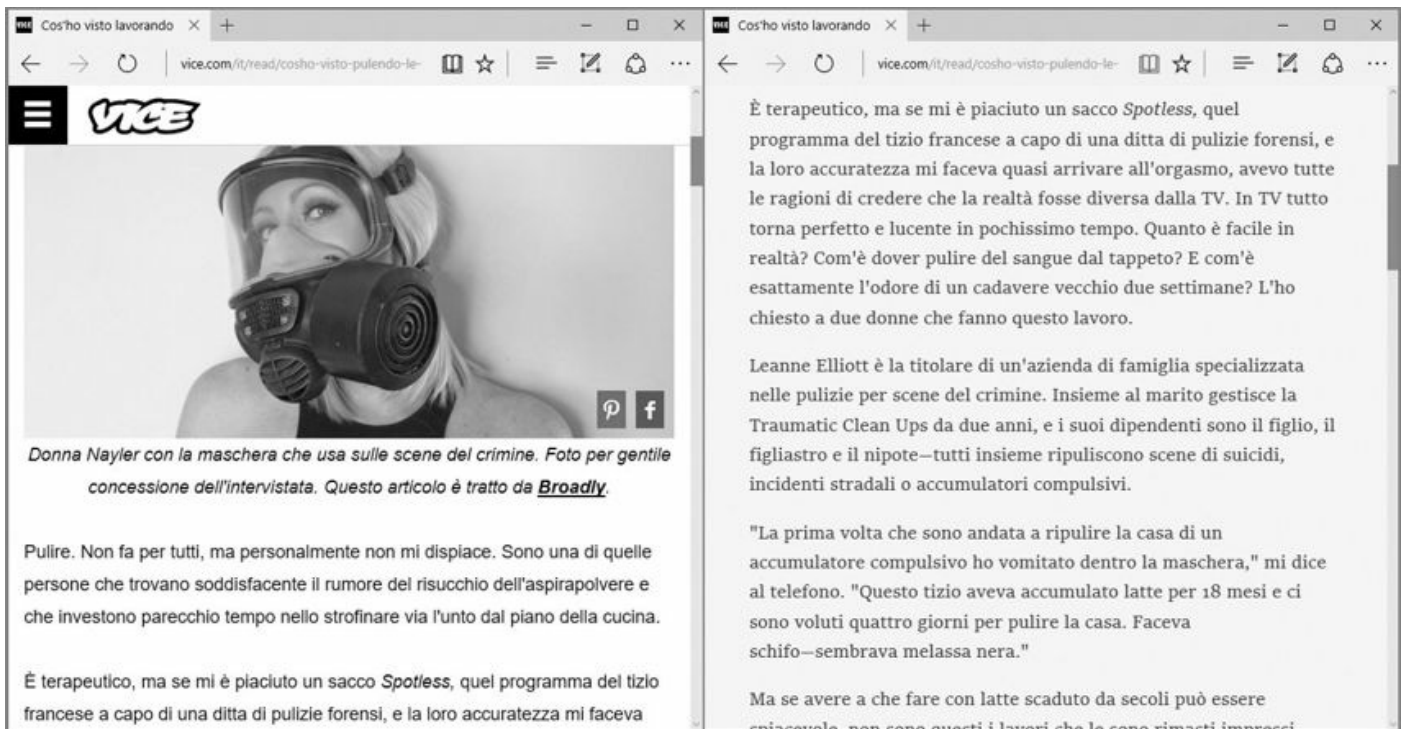 VICE Cos'ho visto lavorando
vice.com/it/read/cosho-visto-pulendo-le-
VICE
Donna Nayler con la maschera che usa sulle scene del crimine. Foto per gentile
concessione dell'intervistata. Questo articolo è tratto da Broadly.
Pulire. Non fa per tutti, ma personalmente non mi dispiace. Sono una di quelle
persone che trovano soddisfacente il rumore del risucchio dell'aspirapolvere e
che investono parecchio tempo nello strofinare via l'unto dal piano della cucina.
È terapeutico, ma se mi è piaciuto un sacco Spotless, quel programma del tizio
francese a capo di una ditta di pulizie forensi, e la loro accuratezza mi faceva
VICE Cos'ho visto lavorando
vice.com/it/read/cosho-visto-pulendo-le-
È terapeutico, ma se mi è piaciuto un sacco Spotless, quel
programma del tizio francese a capo di una ditta di pulizie forensi, e
la loro accuratezza mi faceva quasi arrivare all'orgasmo, avevo tutte
le ragioni di credere che la realtà fosse diversa dalla TV. In TV tutto
torna perfetto e lucente in pochissimo tempo. Quanto è facile in
realtà? Com'è dover pulire del sangue dal tappeto? E com'è
esattamente l'odore di un cadavere vecchio due settimane? L'ho
chiesto a due donne che fanno questo lavoro.
Leanne Elliott è la titolare di un'azienda di famiglia specializzata
nelle pulizie per scene del crimine. Insieme al marito gestisce la
Traumatic Clean Ups da due anni, e i suoi dipendenti sono il figlio, il
figliastro e il nipote—tutti insieme ripuliscono scene di suicidi,
incidenti stradali o accumulatori compulsivi.
"La prima volta che sono andata a ripulire la casa di un
accumulatore compulsivo ho vomitato dentro la maschera," mi dice
al telefono. "Questo tizio aveva accumulato latte per 18 mesi e ci
sono voluti quattro giorni per pulire la casa. Faceva
schifo—sembrava melassa nera."
Ma se avere a che fare con latte scaduto da secoli può essere
spiacevole, non sono questi i lavori che le sono rimasti impressi